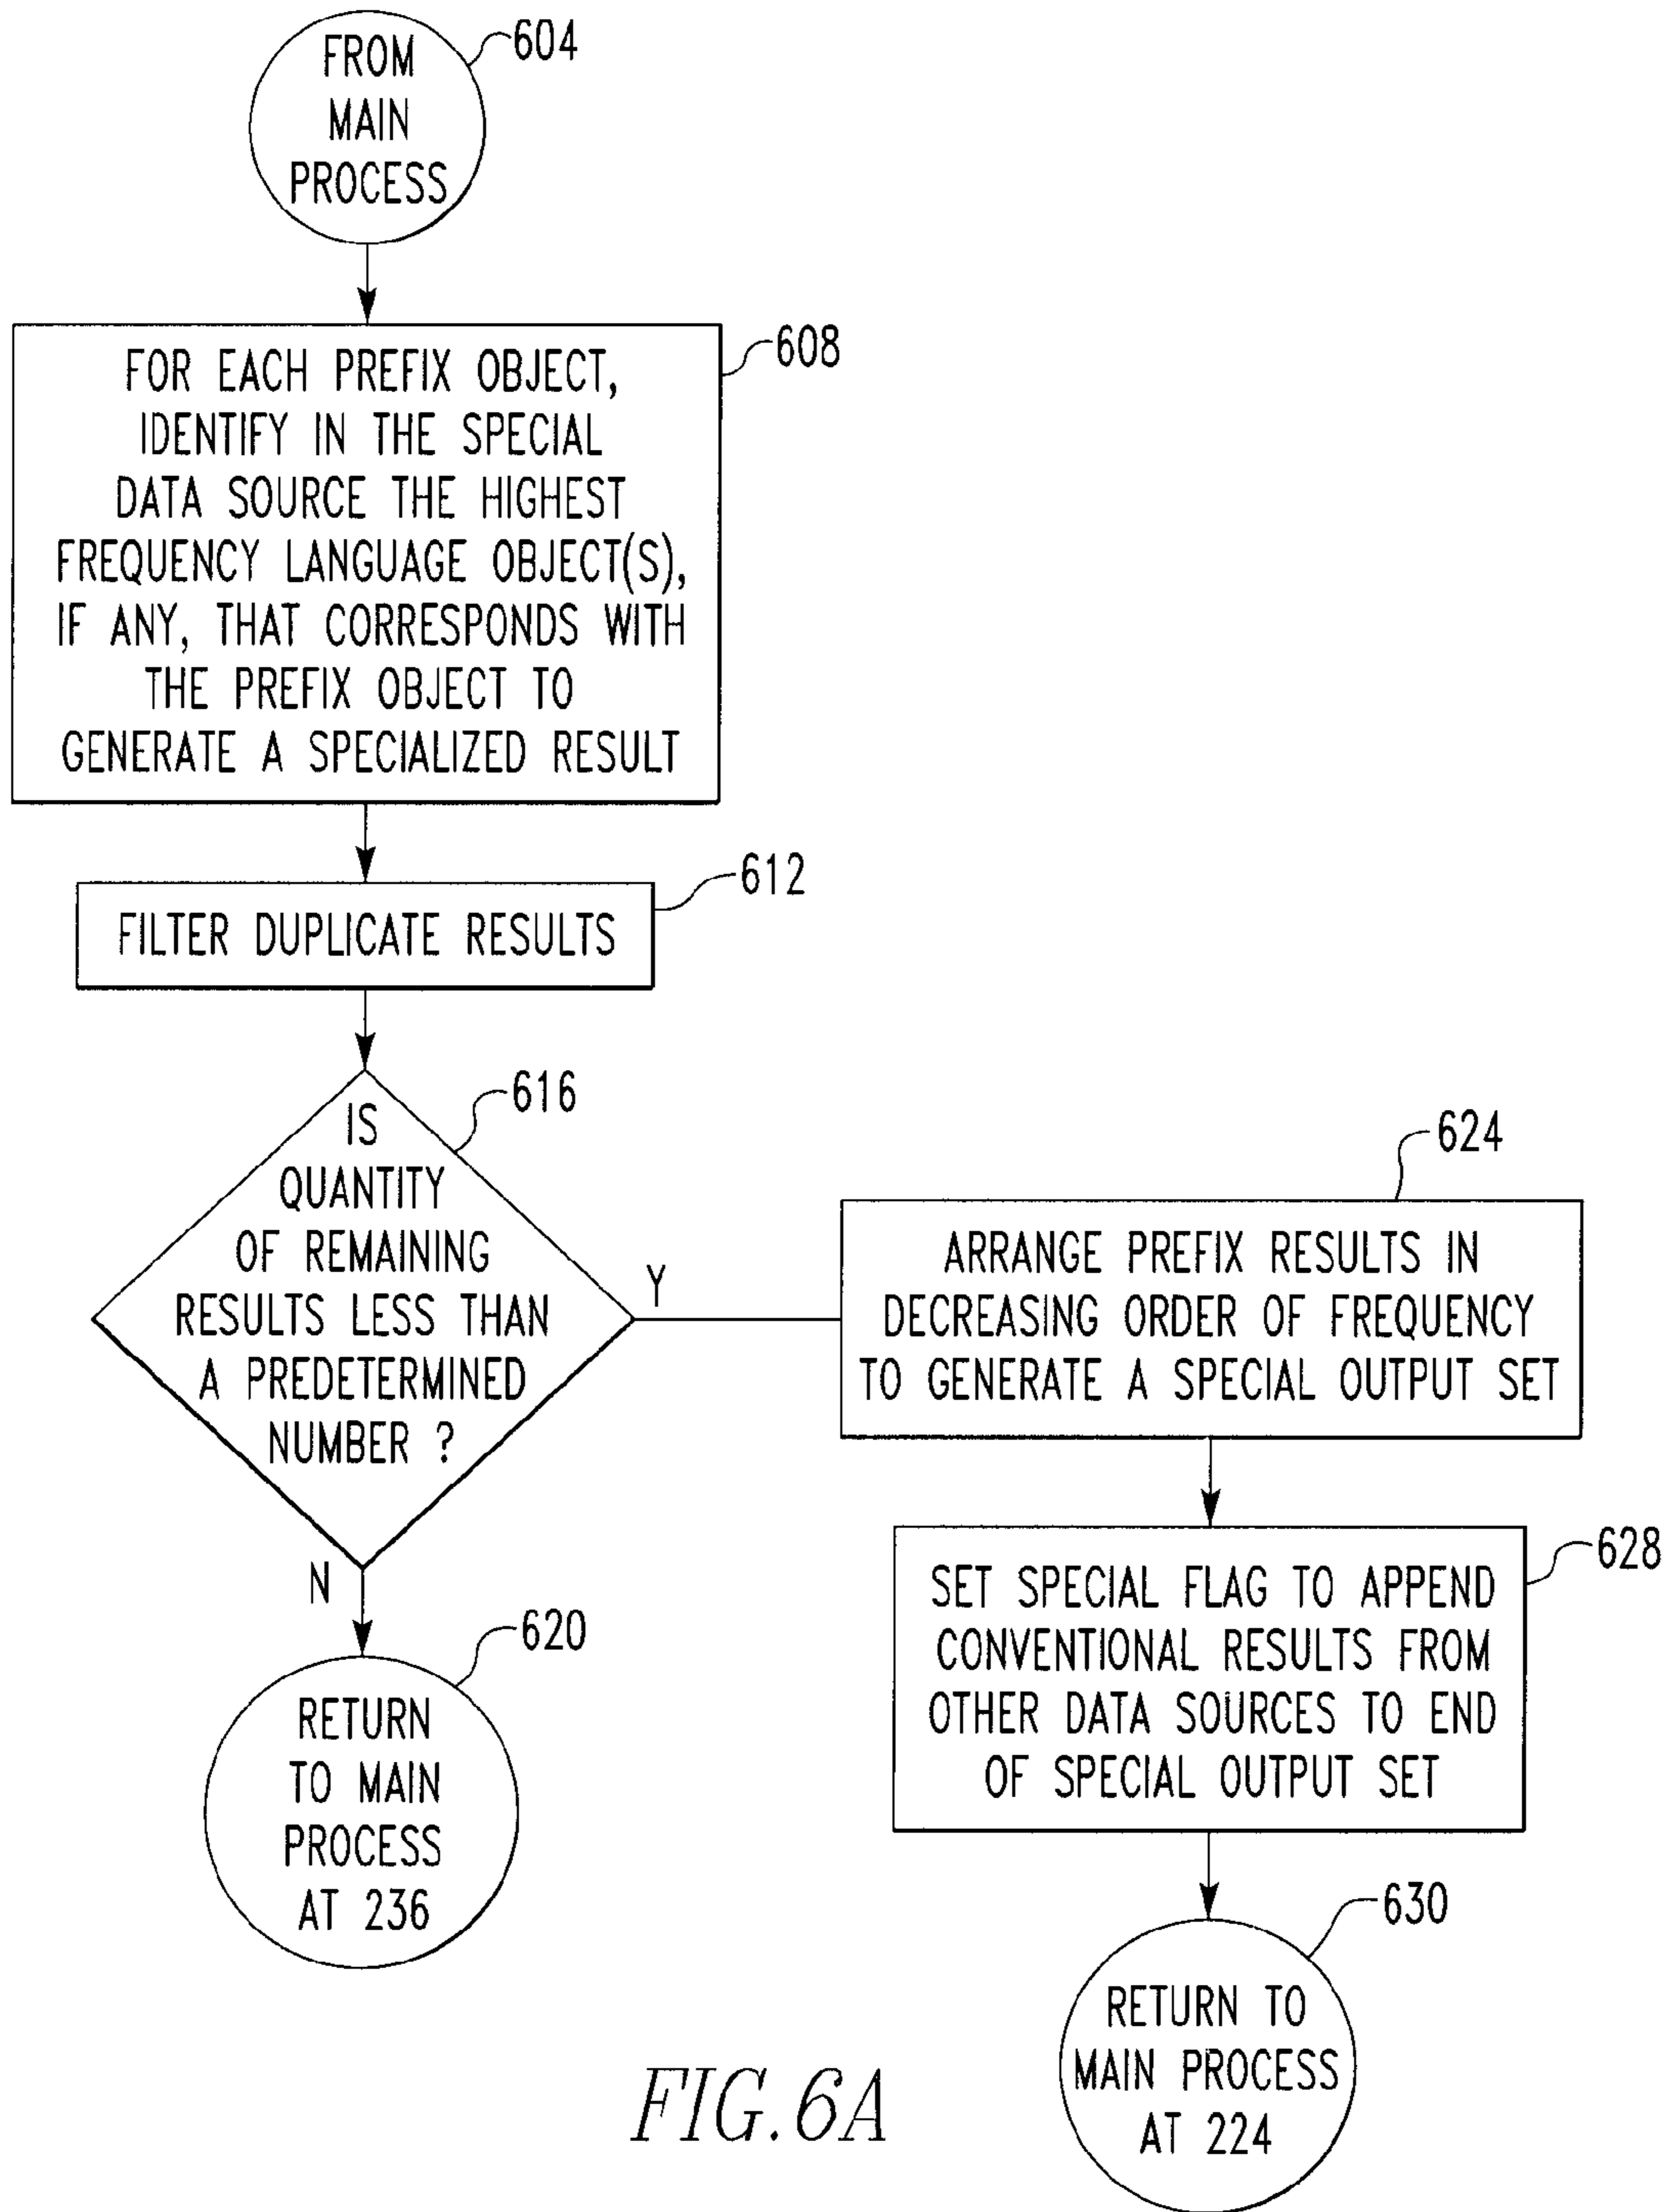 FROM
MAIN
PROCESS
604
FOR EACH PREFIX OBJECT,
IDENTIFY IN THE SPECIAL
DATA SOURCE THE HIGHEST
FREQUENCY LANGUAGE OBJECT(S),
IF ANY, THAT CORRESPONDS WITH
THE PREFIX OBJECT TO
GENERATE A SPECIALIZED RESULT
608
FILTER DUPLICATE RESULTS
612
IS
QUANTITY
OF REMAINING
RESULTS LESS THAN
A PREDETERMINED
NUMBER ?
616
Y
N
RETURN
TO MAIN
PROCESS
AT 236
620
ARRANGE PREFIX RESULTS IN
DECREASING ORDER OF FREQUENCY
TO GENERATE A SPECIAL OUTPUT SET
624
SET SPECIAL FLAG TO APPEND
CONVENTIONAL RESULTS FROM
OTHER DATA SOURCES TO END
OF SPECIAL OUTPUT SET
628
RETURN TO
MAIN PROCESS
AT 224
630
FIG.6A